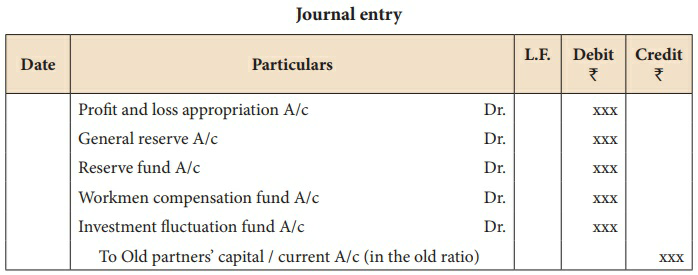 Journal entry
Date Particulars L.F. Debit ₹ Credit ₹
Profit and loss appropriation A/c Dr. xxx
General reserve A/c Dr. xxx
Reserve fund A/c Dr. xxx
Workmen compensation fund A/c Dr. xxx
Investment fluctuation fund A/c Dr. xxx
To Old partners’ capital / current A/c (in the old ratio) xxx